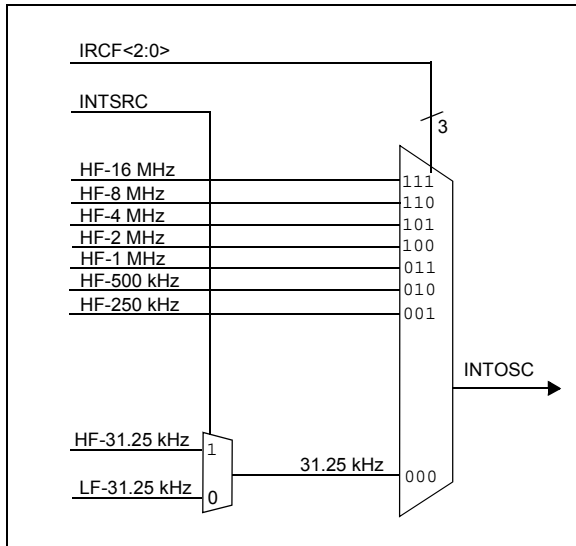 IRCF<2:0>
INTSRC
3
HF-16 MHz
111
HF-8 MHz
110
HF-4 MHz
101
HF-2 MHz
100
HF-1 MHz
011
HF-500 kHz
010
HF-250 kHz
001
INTOSC
HF-31.25 kHz
1
31.25 kHz
000
LF-31.25 kHz
0